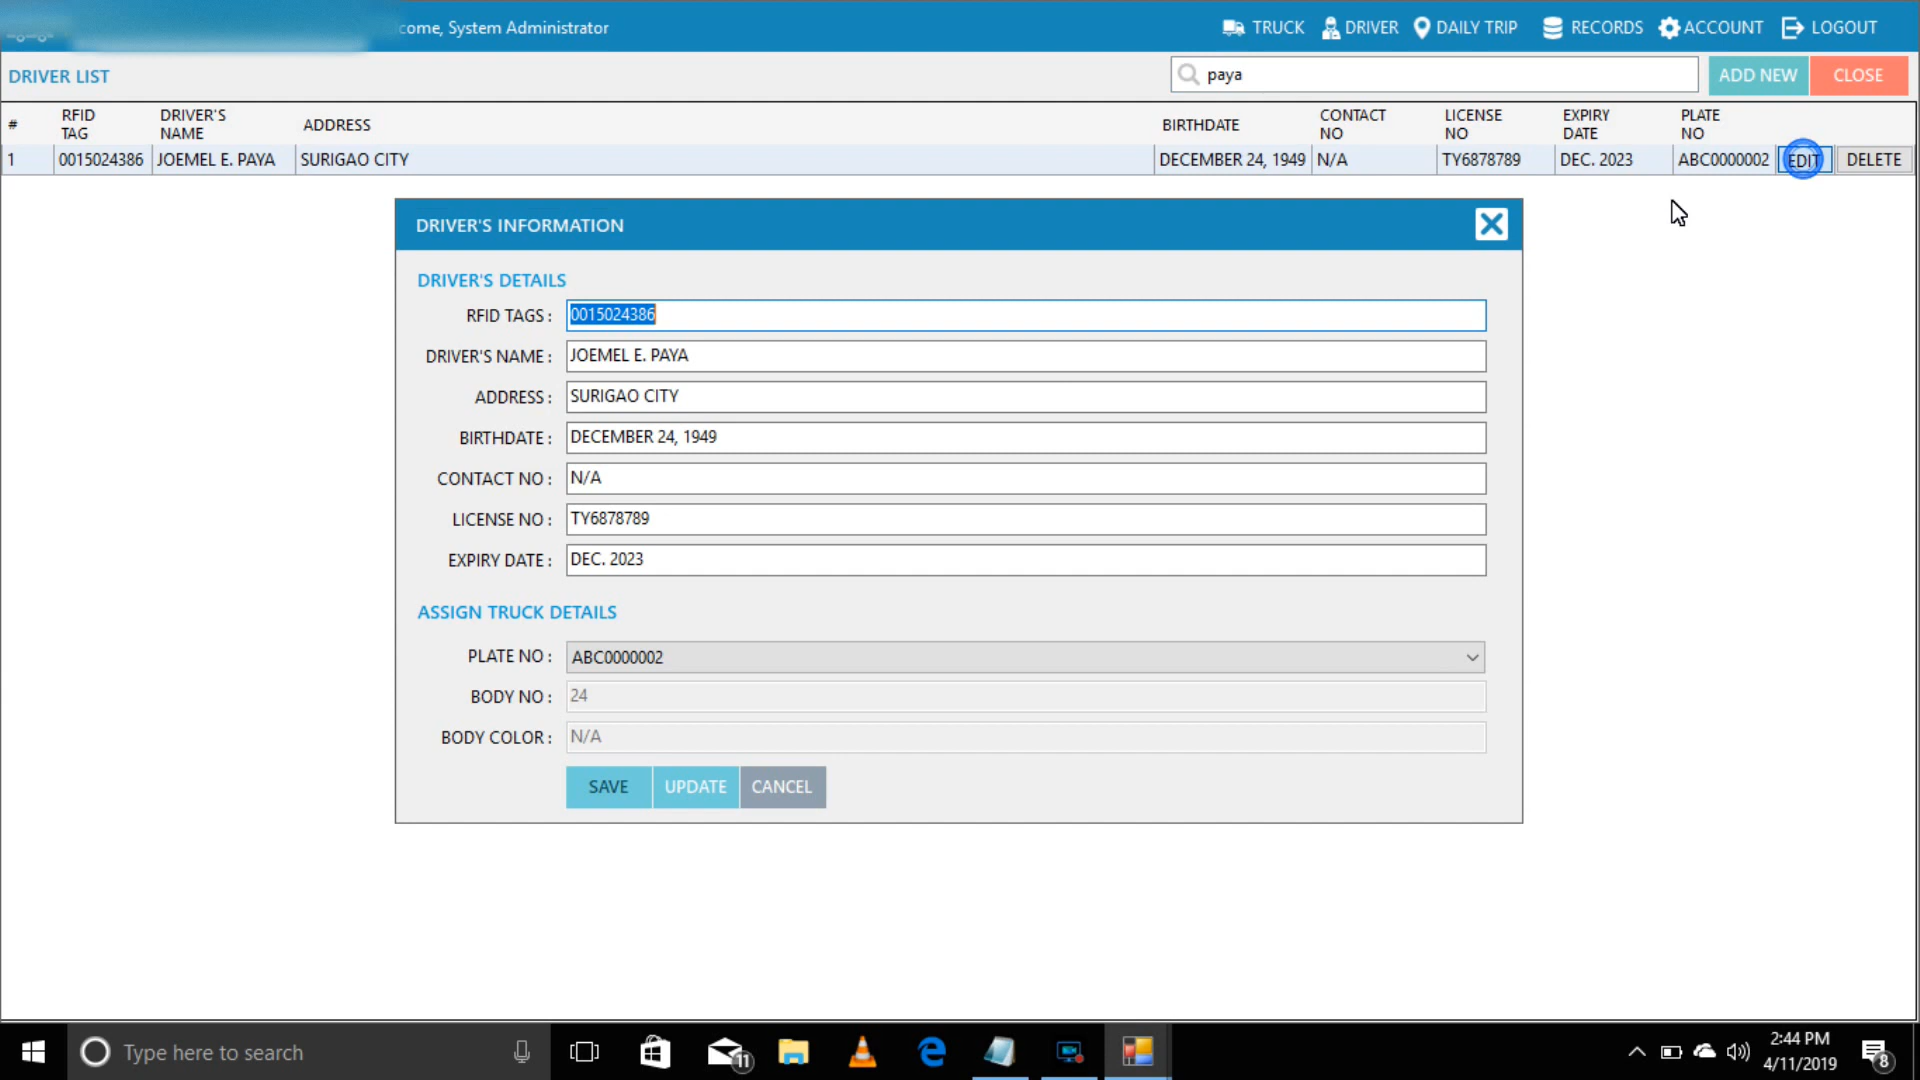 come, System Administrator
TRUCK DRIVER DAILY TRIP RECORDS ACCOUNT LOGOUT
DRIVER LIST
paya
ADD NEW CLOSE
# RFID TAG DRIVER'S NAME ADDRESS BIRTHDATE CONTACT NO LICENSE NO EXPIRY DATE PLATE NO
1 0015024386 JOEMEL E. PAYA SURIGAO CITY DECEMBER 24, 1949 N/A TY6878789 DEC. 2023 ABC0000002 EDIT DELETE
DRIVER'S INFORMATION
DRIVER'S DETAILS
RFID TAGS : 0015024386
DRIVER'S NAME : JOEMEL E. PAYA
ADDRESS : SURIGAO CITY
BIRTHDATE : DECEMBER 24, 1949
CONTACT NO : N/A
LICENSE NO : TY6878789
EXPIRY DATE : DEC. 2023
ASSIGN TRUCK DETAILS
PLATE NO : ABC0000002
BODY NO : 24
BODY COLOR : N/A
SAVE UPDATE CANCEL
Type here to search
11
2:44 PM
4/11/2019
8